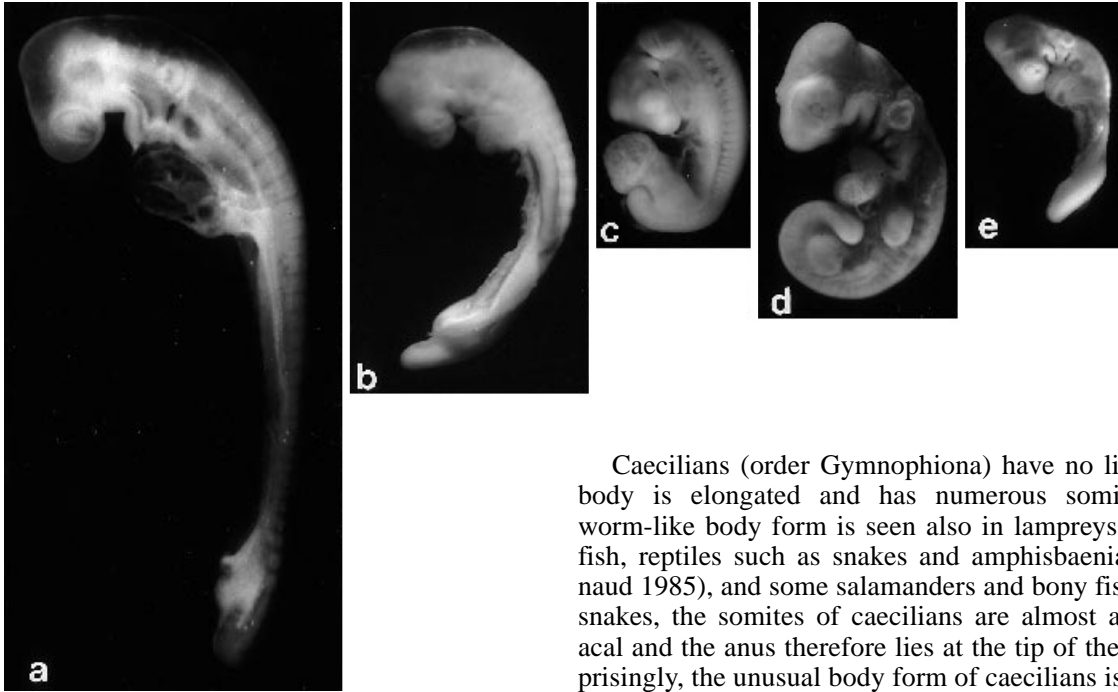 a
b
c
d
e
Caecilians (order Gymnophiona) have no li
body is elongated and has numerous somi
worm-like body form is seen also in lampreys
fish, reptiles such as snakes and amphisbaenia
naud 1985), and some salamanders and bony fis
snakes, the somites of caecilians are almost a
acal and the anus therefore lies at the tip of the
prisingly, the unusual body form of caecilians is